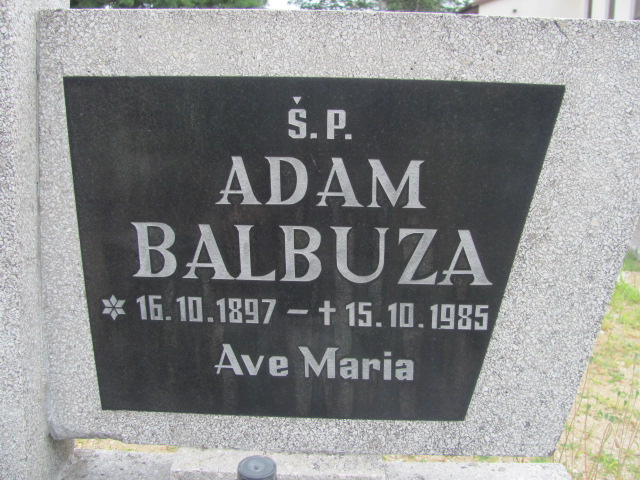 Š.P.
ADAM
BALBUZA
* 16.10.1897 – † 15.10.1985
Ave Maria